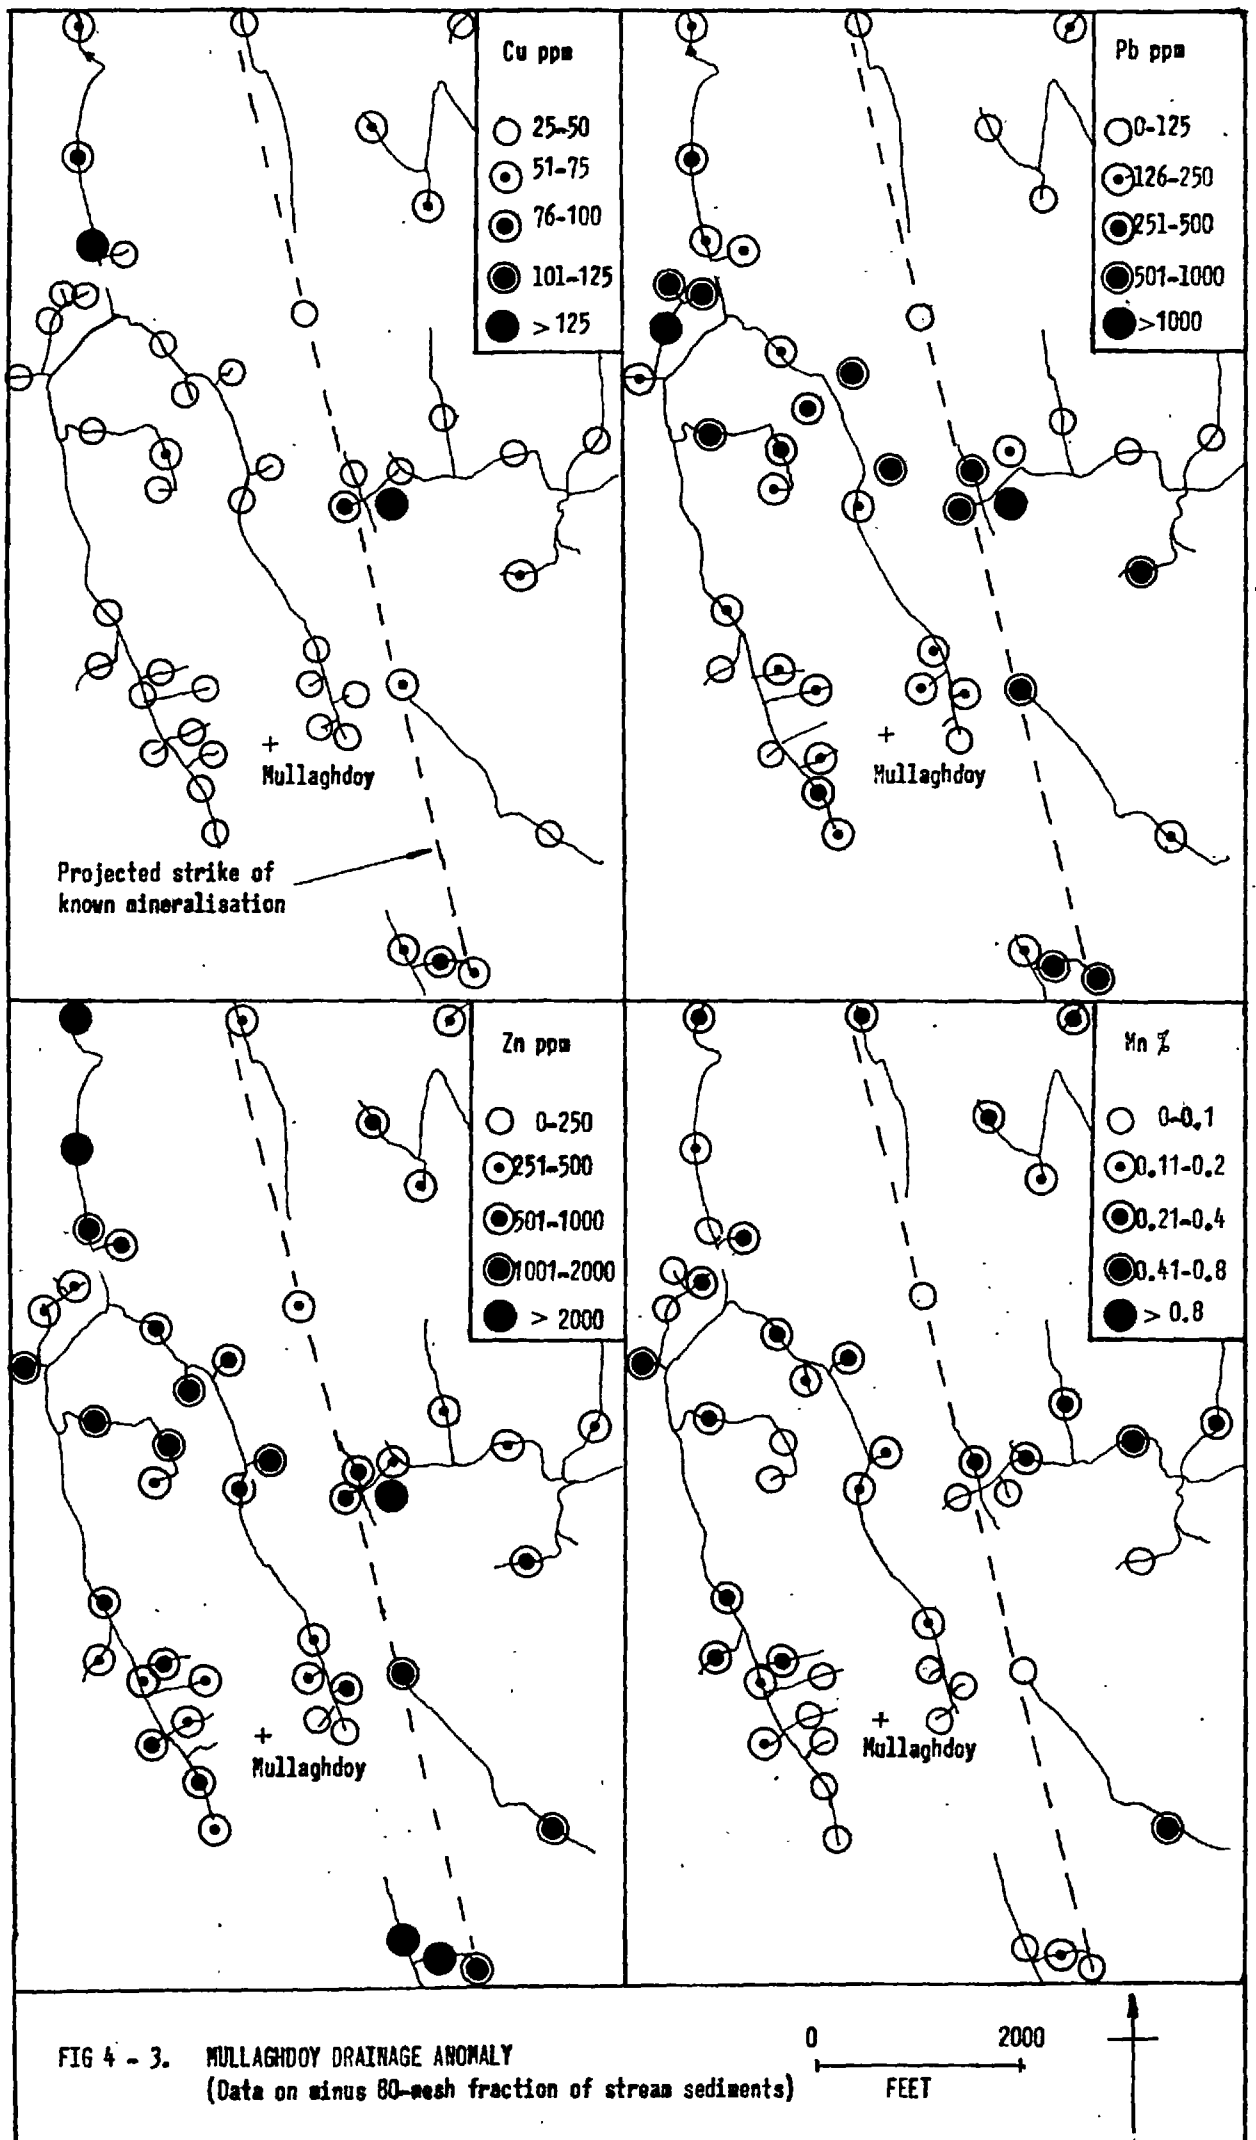 Cu ppm
25-50
51-75
76-100
101-125
> 125
Mullaghdoy
Projected strike of
known mineralisation
Pb ppm
0-125
126-250
251-500
501-1000
>1000
Mullaghdoy
Zn ppm
0-250
251-500
501-1000
1001-2000
> 2000
Mullaghdoy
Mn %
0-0.1
0.11-0.2
0.21-0.4
0.41-0.8
> 0.8
Mullaghdoy
FIG 4 - 3. MULLAGHDOY DRAINAGE ANOMALY
(Data on minus 80-mesh fraction of stream sediments)
0 2000
FEET